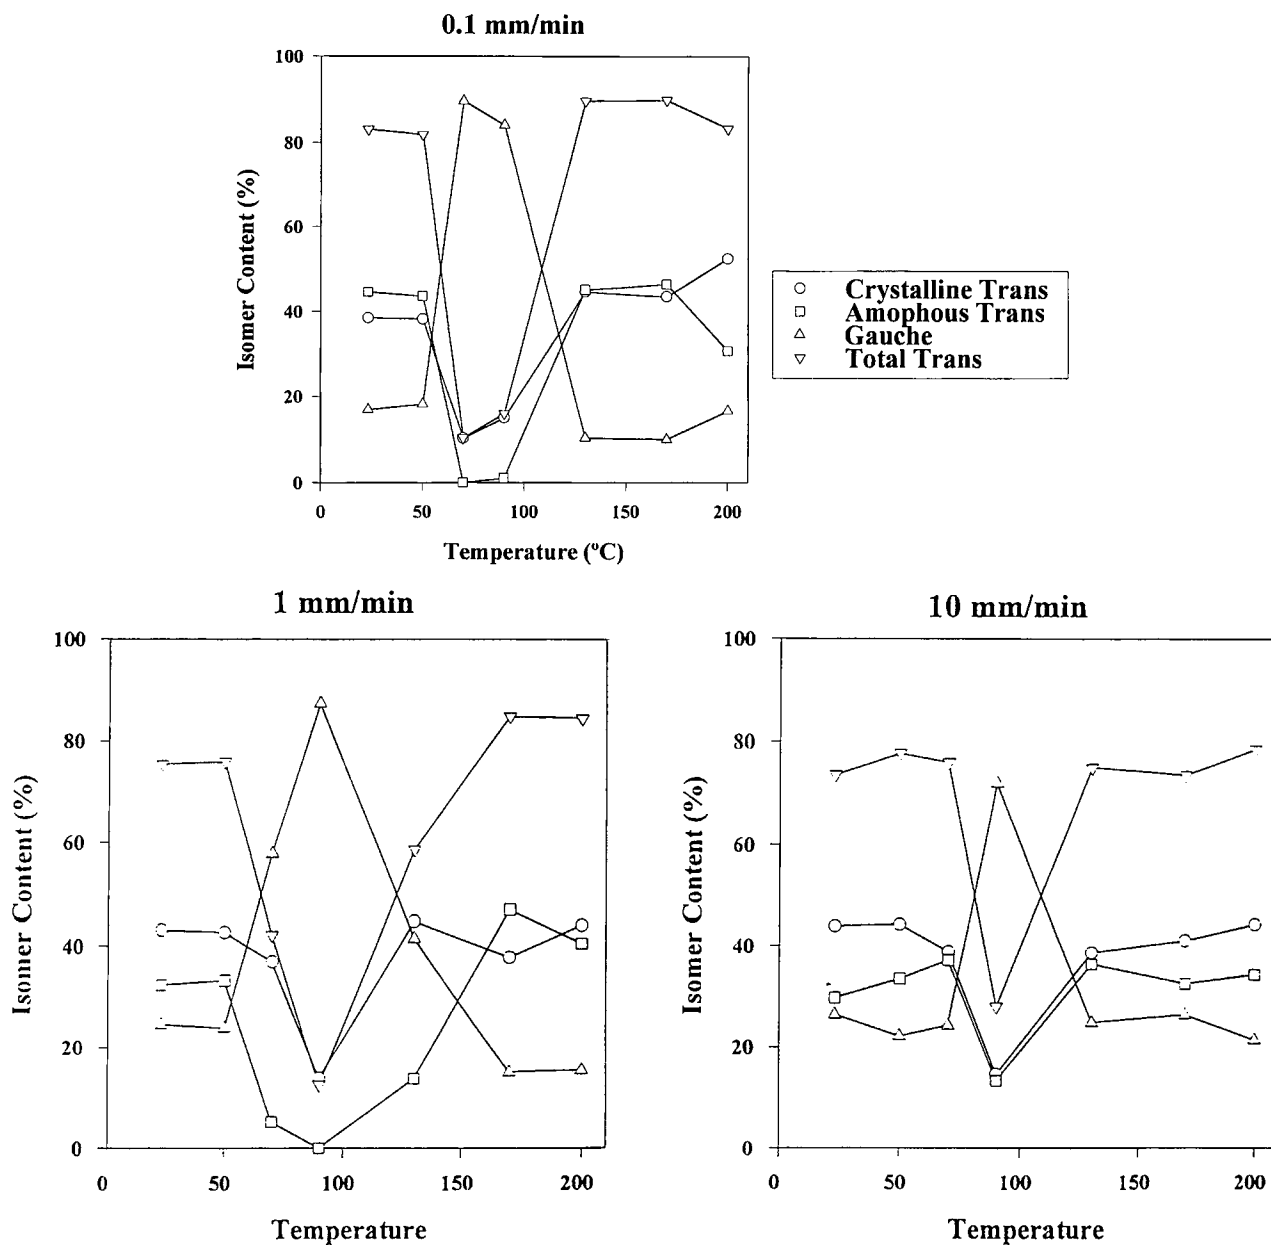 0.1 mm/min
100
80
60
40
20
0
Isomer Content (%)
0 50 100 150 200
Temperature (ºC)
Crystalline Trans
Amophous Trans
Gauche
Total Trans
1 mm/min
100
80
60
40
20
0
Isomer Content (%)
0 50 100 150 200
Temperature
10 mm/min
100
80
60
40
20
0
Isomer Content (%)
0 50 100 150 200
Temperature